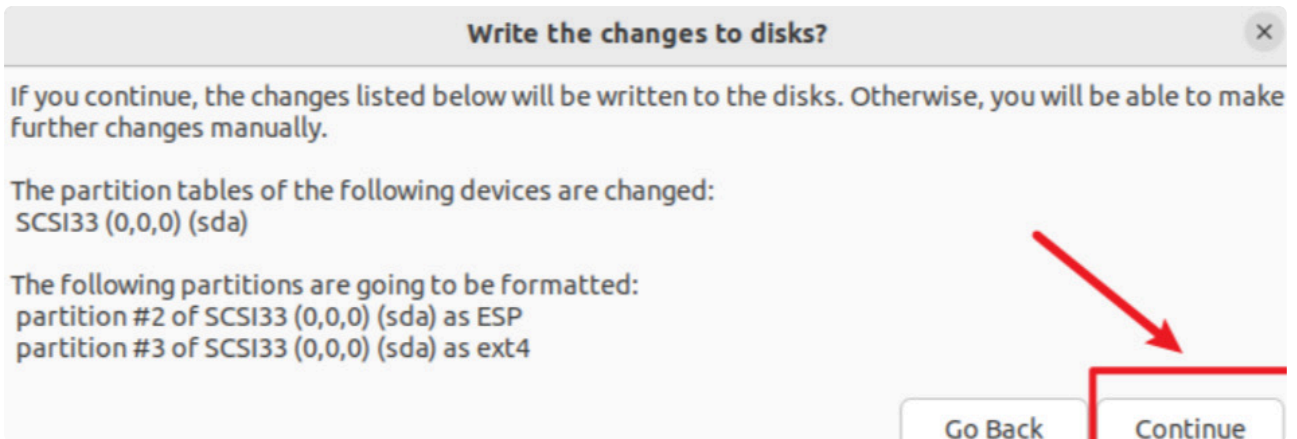 Write the changes to disks?
If you continue, the changes listed below will be written to the disks. Otherwise, you will be able to make
further changes manually.
The partition tables of the following devices are changed:
SCSI33 (0,0,0) (sda)
The following partitions are going to be formatted:
partition #2 of SCSI33 (0,0,0) (sda) as ESP
partition #3 of SCSI33 (0,0,0) (sda) as ext4
Go Back Continue